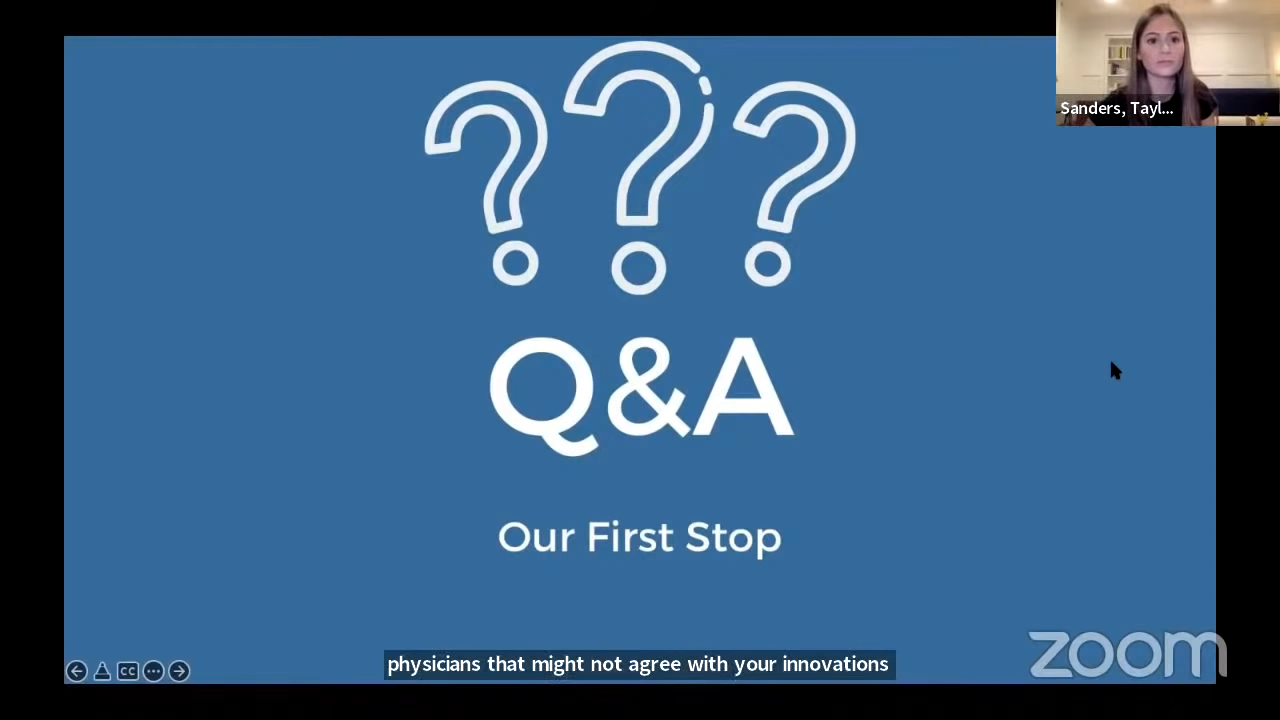 Sanders, Tayl...
???
Q&A
Our First Stop
physicians that might not agree with your innovations
CC
zoom